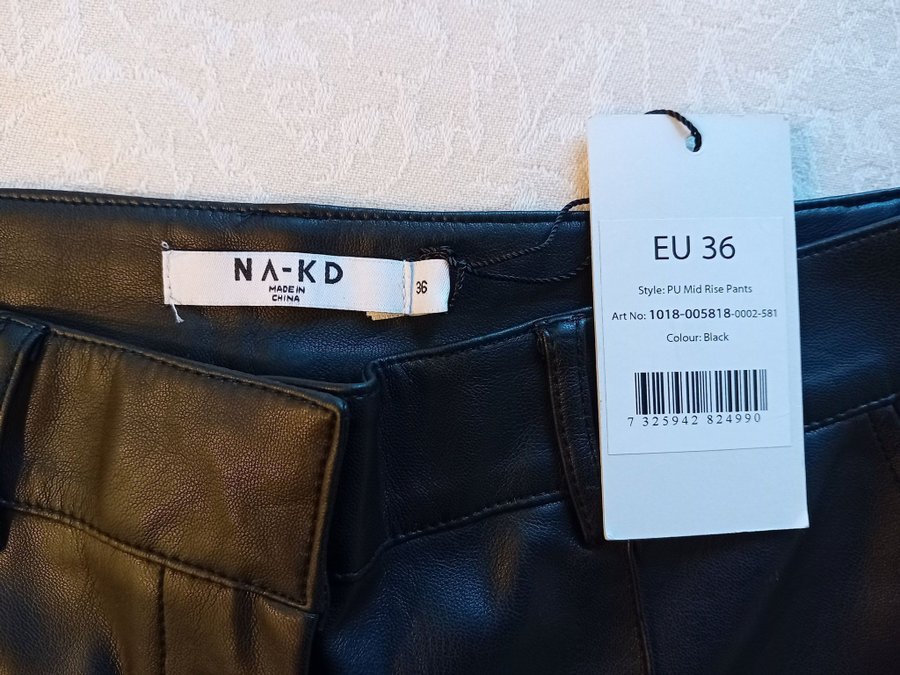 NA-KD
MADE IN
CHINA
36
EU 36
Style: PU Mid Rise Pants
Art No: 1018-005818-0002-581
Colour: Black
7 325942 824990